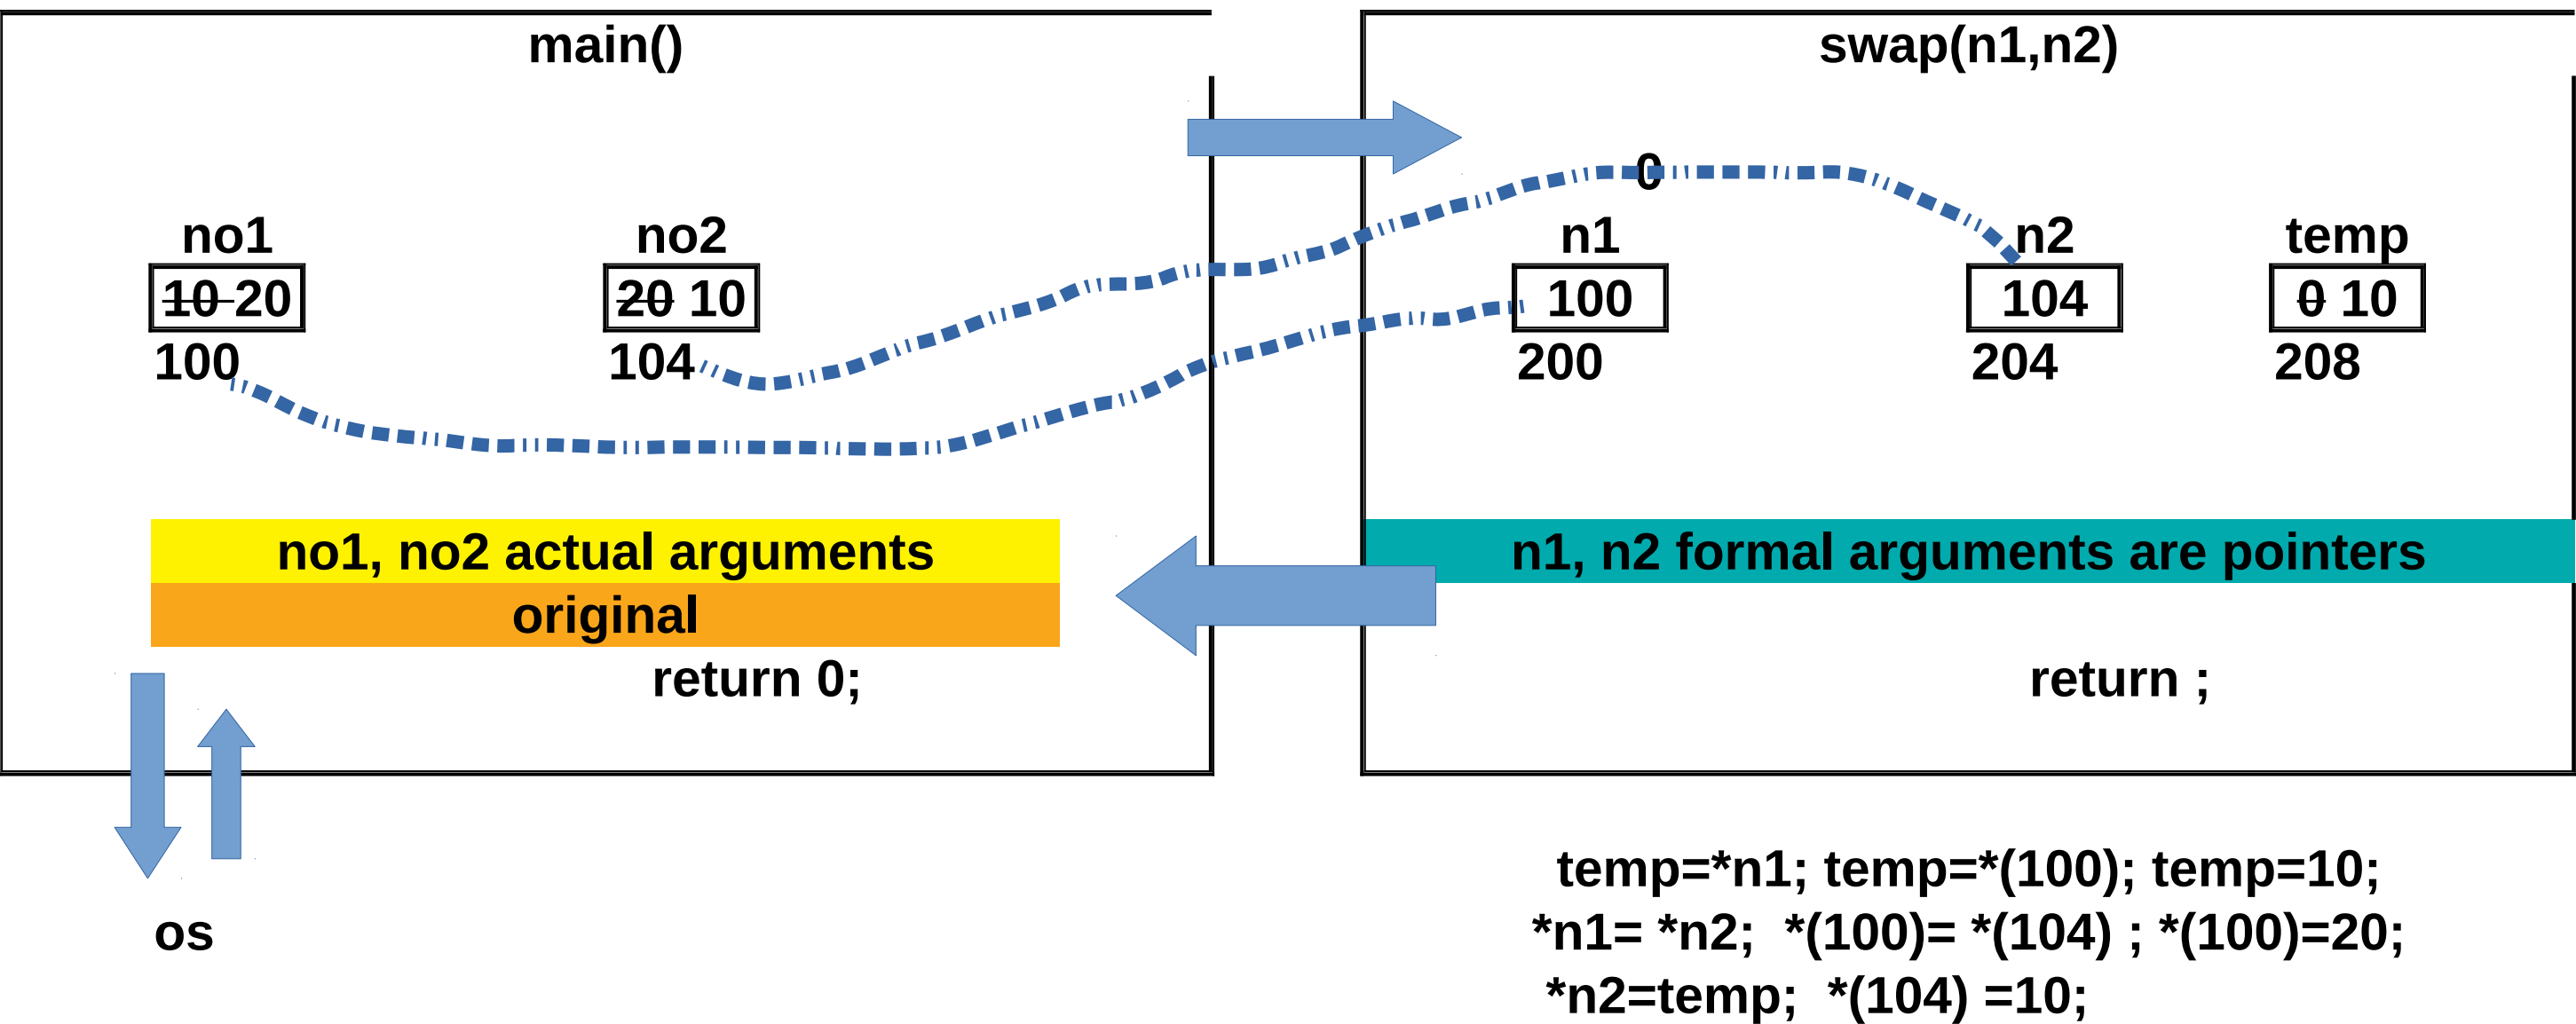 main() swap(n1,n2)
0
no1 no2 n1 n2 temp
10 20 20 10 100 104 0 10
100 104 200 204 208
no1, no2 actual arguments n1, n2 formal arguments are pointers
original
return 0; return ;
temp=*n1; temp=*(100); temp=10;
os *n1= *n2; *(100)= *(104) ; *(100)=20;
*n2=temp; *(104) =10;